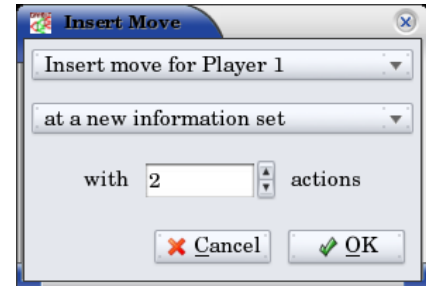 Insert Move
Insert move for Player 1
at a new information set
with 2 actions
Cancel OK